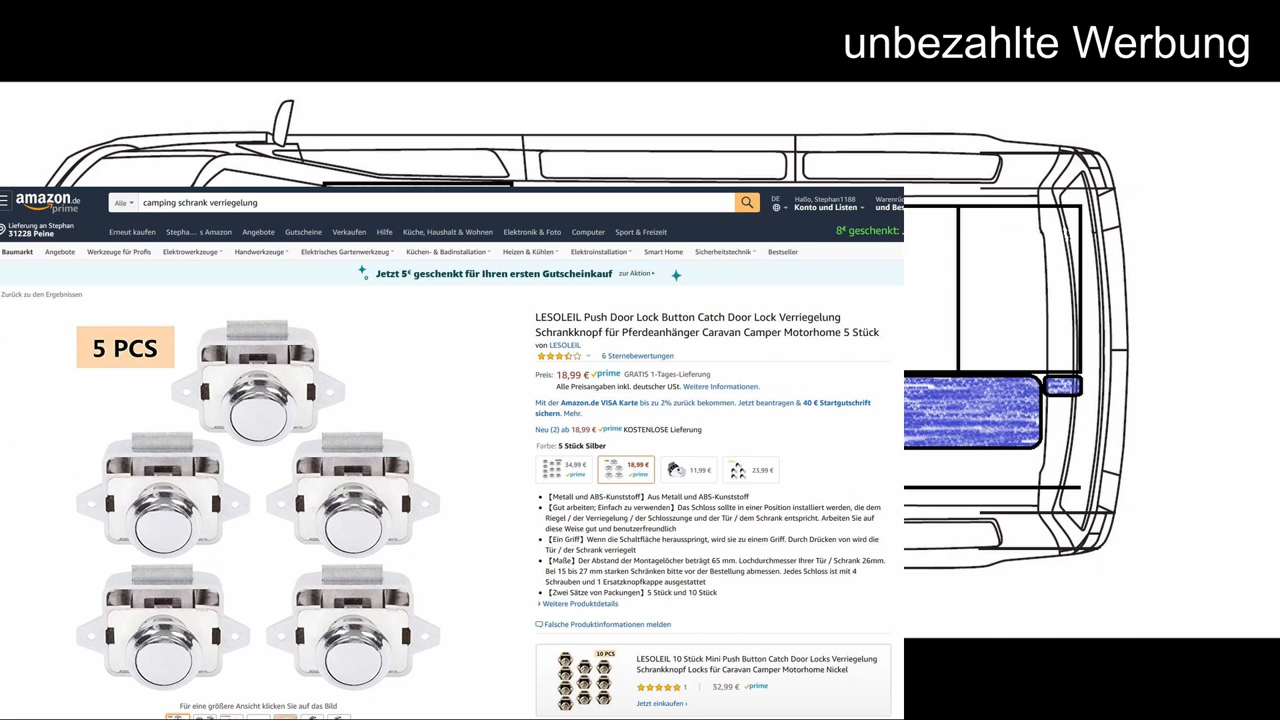 unbezahlte Werbung
amazon.de
prime
Alle
camping schrank verriegelung
DE
Hallo, Stephan1188
Konto und Listen
Warenrü
und Bes
Lieferung an Stephan
31228 Peine
Erneut kaufen
Stepha... s Amazon
Angebote
Gutscheine
Verkaufen
Hilfe
Küche, Haushalt & Wohnen
Elektronik & Foto
Computer
Sport & Freizeit
8€ geschenkt:
Baumarkt
Angebote
Werkzeuge für Profis
Elektrowerkzeuge
Handwerkzeuge
Elektrisches Gartenwerkzeug
Küchen- & Badinstallation
Heizen & Kühlen
Elektroinstallation
Smart Home
Sicherheitstechnik
Bestseller
Jetzt 5€ geschenkt für Ihren ersten Gutscheinkauf
zur Aktion
Zurück zu den Ergebnissen
5 PCS
LESOLEIL Push Door Lock Button Catch Door Lock Verriegelung
Schrankknopf für Pferdeanhänger Caravan Camper Motorhome 5 Stück
von LESOLEIL
6 Sternebewertungen
Preis: 18,99 € prime GRATIS 1-Tages-Lieferung
Alle Preisangaben inkl. deutscher USt. Weitere Informationen.
Mit der Amazon.de VISA Karte bis zu 2% zurück bekommen. Jetzt beantragen & 40 € Startgutschrift
sichern. Mehr.
Neu (2) ab 18,99 € prime KOSTENLOSE Lieferung
Farbe: 5 Stück Silber
34,99 €
prime
18,99 €
prime
11,99 €
23,99 €
• 【Metall und ABS-Kunststoff】Aus Metall und ABS-Kunststoff
• 【Gut arbeiten; Einfach zu verwenden】Das Schloss sollte in einer Position installiert werden, die dem
Riegel / der Verriegelung / der Schlosszunge und der Tür / dem Schrank entspricht. Arbeiten Sie auf
diese Weise gut und benutzerfreundlich
• 【Ein Griff】Wenn die Schaltfläche herausspringt, wird sie zu einem Griff. Durch Drücken von wird die
Tür / der Schrank verriegelt
• 【Maße】Der Abstand der Montagelöcher beträgt 65 mm. Lochdurchmesser Ihrer Tür / Schrank 26mm.
Bei 15 bis 27 mm starken Schränken bitte vor der Bestellung abmessen. Jedes Schloss ist mit 4
Schrauben und 1 Ersatzknopfkappe ausgestattet
• 【Zwei Sätze von Packungen】5 Stück und 10 Stück
› Weitere Produktdetails
Falsche Produktinformationen melden
10 PCS
LESOLEIL 10 Stück Mini Push Button Catch Door Locks Verriegelung
Schrankknopf Locks für Caravan Camper Motorhome Nickel
1
32,99 € prime
Jetzt einkaufen ›
Für eine größere Ansicht klicken Sie auf das Bild